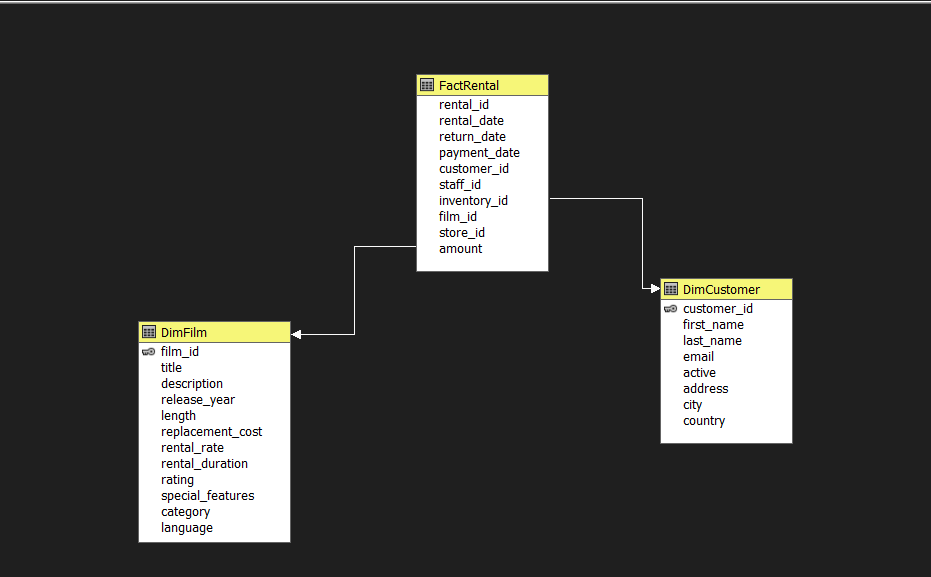 FactRental
rental_id
rental_date
return_date
payment_date
customer_id
staff_id
inventory_id
film_id
store_id
amount
DimCustomer
customer_id
first_name
last_name
email
active
address
city
country
DimFilm
film_id
title
description
release_year
length
replacement_cost
rental_rate
rental_duration
rating
special_features
category
language